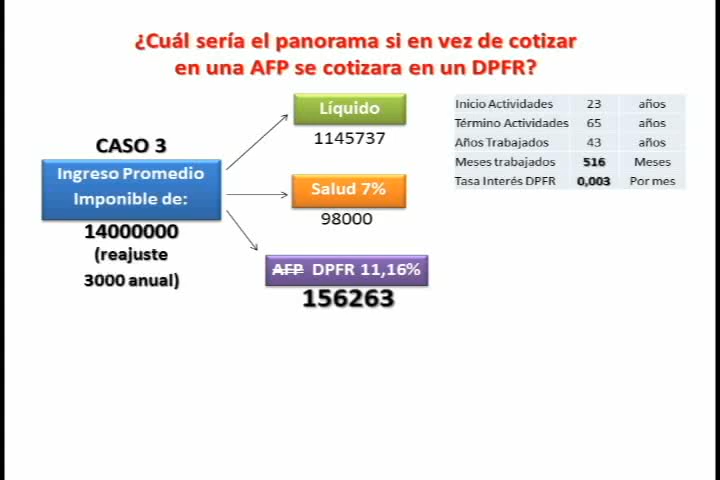 ¿Cuál sería el panorama si en vez de cotizar
en una AFP se cotizara en un DPFR?
CASO 3
Ingreso Promedio
Imponible de:
14000000
(reajuste
3000 anual)
Líquido
1145737
Salud 7%
98000
AFP DPFR 11,16%
156263
Inicio Actividades 23 años
Término Actividades 65 años
Años Trabajados 43 años
Meses trabajados 516 Meses
Tasa Interés DPFR 0,003 Por mes